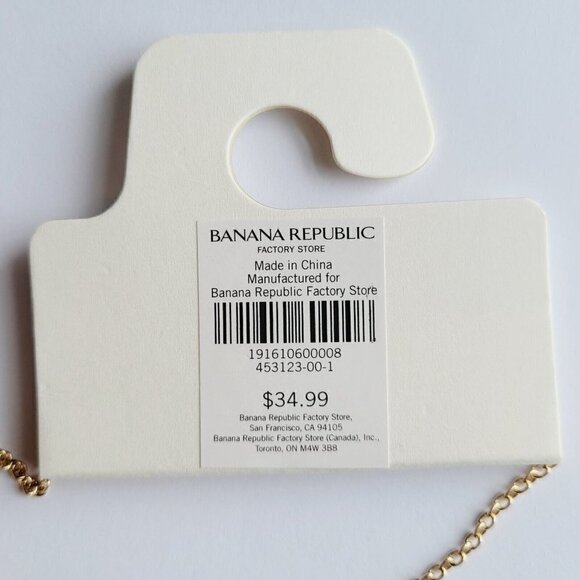 BANANA REPUBLIC
FACTORY STORE
Made in China
Manufactured for
Banana Republic Factory Store
191610600008
453123-00-1
$34.99
Banana Republic Factory Store,
San Francisco, CA 94105
Banana Republic Factory Store (Canada), Inc.,
Toronto, ON M4W 3B8